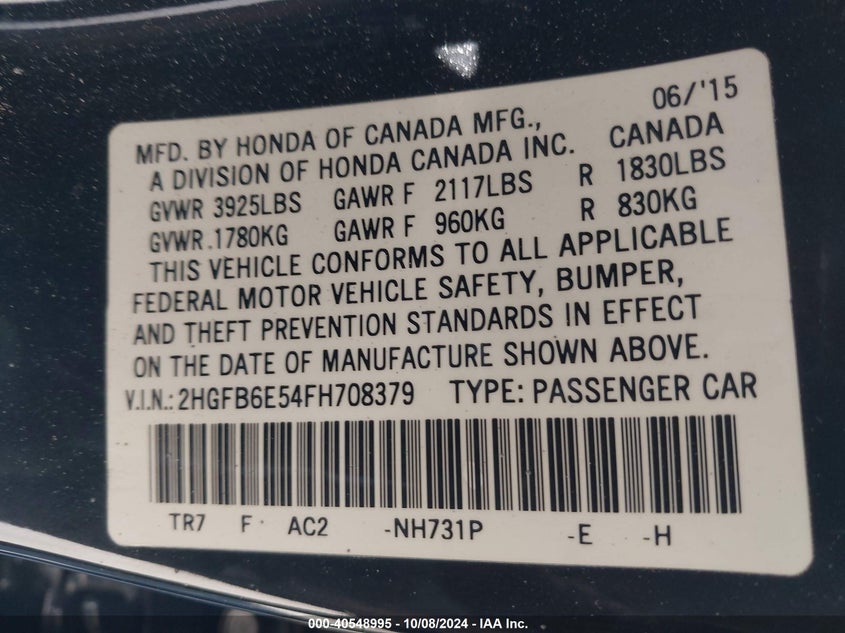 06/'15
MFD. BY HONDA OF CANADA MFG.,
A DIVISION OF HONDA CANADA INC. CANADA
GVWR 3925LBS GAWR F 2117LBS R 1830LBS
GVWR 1780KG GAWR F 960KG R 830KG
THIS VEHICLE CONFORMS TO ALL APPLICABLE
FEDERAL MOTOR VEHICLE SAFETY, BUMPER,
AND THEFT PREVENTION STANDARDS IN EFFECT
ON THE DATE OF MANUFACTURE SHOWN ABOVE.
V.I.N.: 2HGFB6E54FH708379 TYPE: PASSENGER CAR
TR7 F AC2 -NH731P -E -H
000-40548995 - 10/08/2024 - IAA Inc.